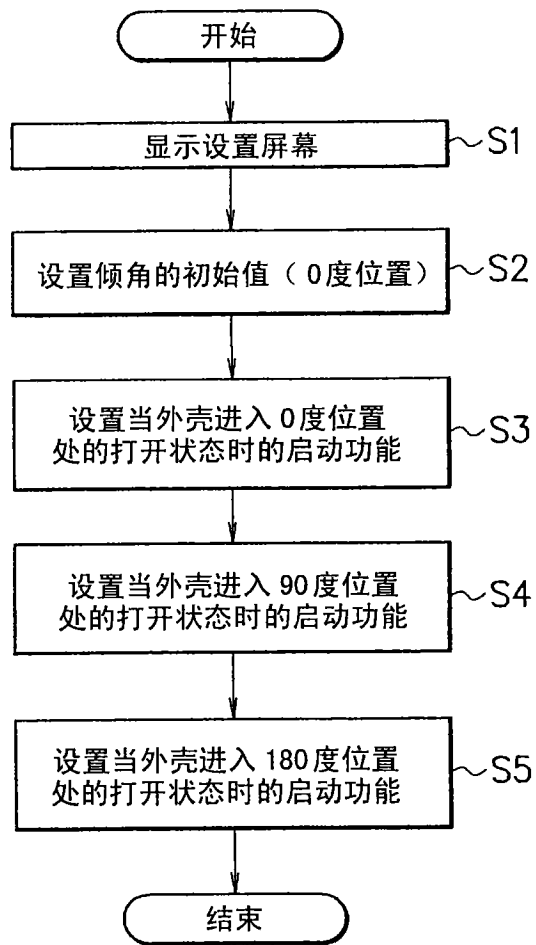 开始
显示设置屏幕
S1
设置倾角的初始值（0度位置）
S2
设置当外壳进入0度位置
处的打开状态时的启动功能
S3
设置当外壳进入90度位置
处的打开状态时的启动功能
S4
设置当外壳进入180度位置
处的打开状态时的启动功能
S5
结束